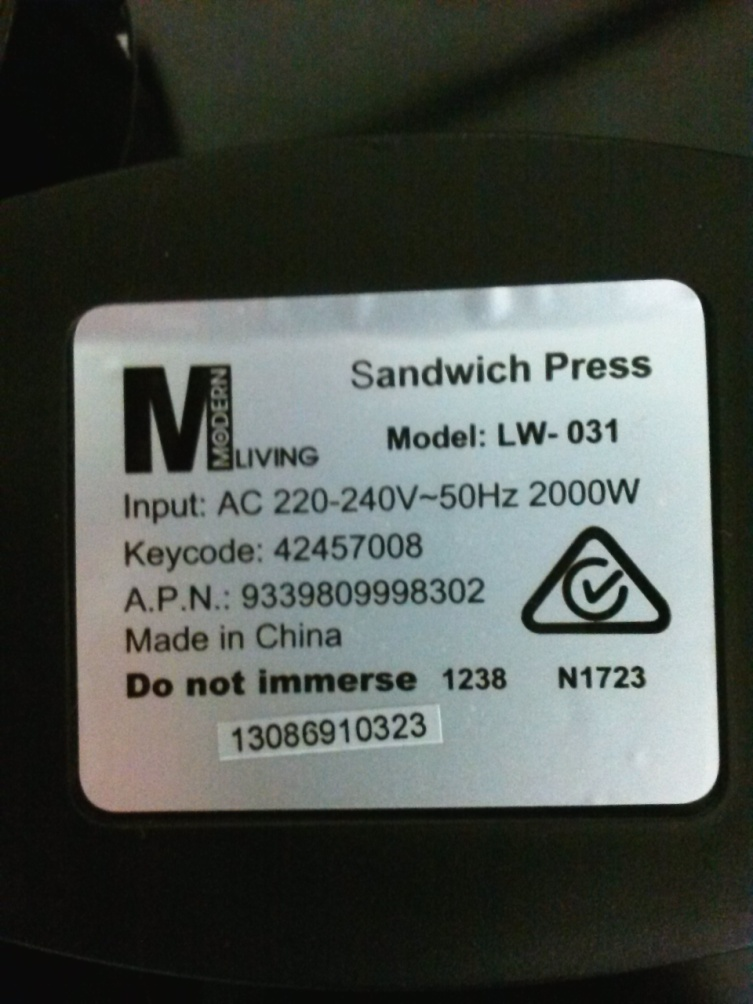 Sandwich Press
M MODERN LIVING
Model: LW- 031
Input: AC 220-240V~50Hz 2000W
Keycode: 42457008
A.P.N.: 9339809998302
Made in China
Do not immerse 1238 N1723
13086910323